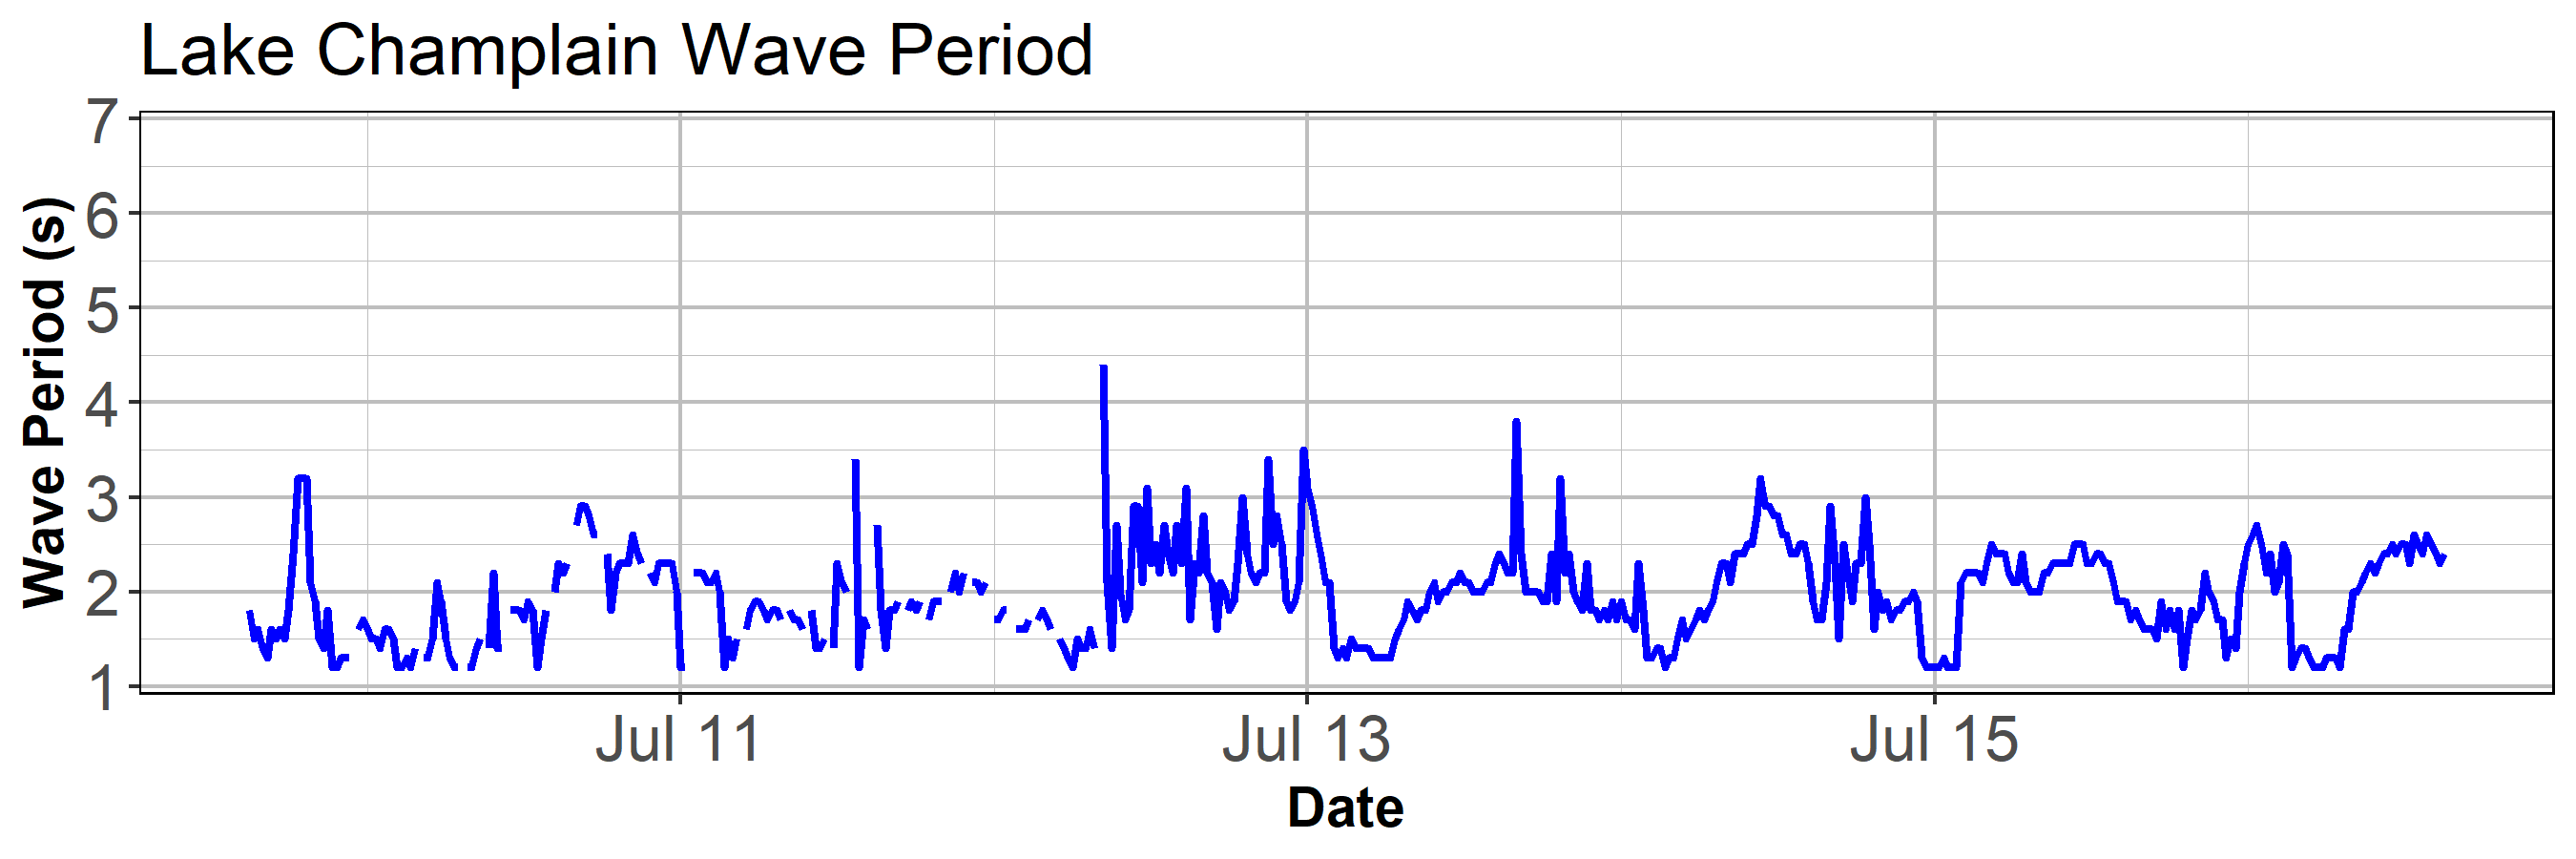 Lake Champlain Wave Period
Wave Period (s)
7
6
5
4
3
2
1
Jul 11
Jul 13
Jul 15
Date